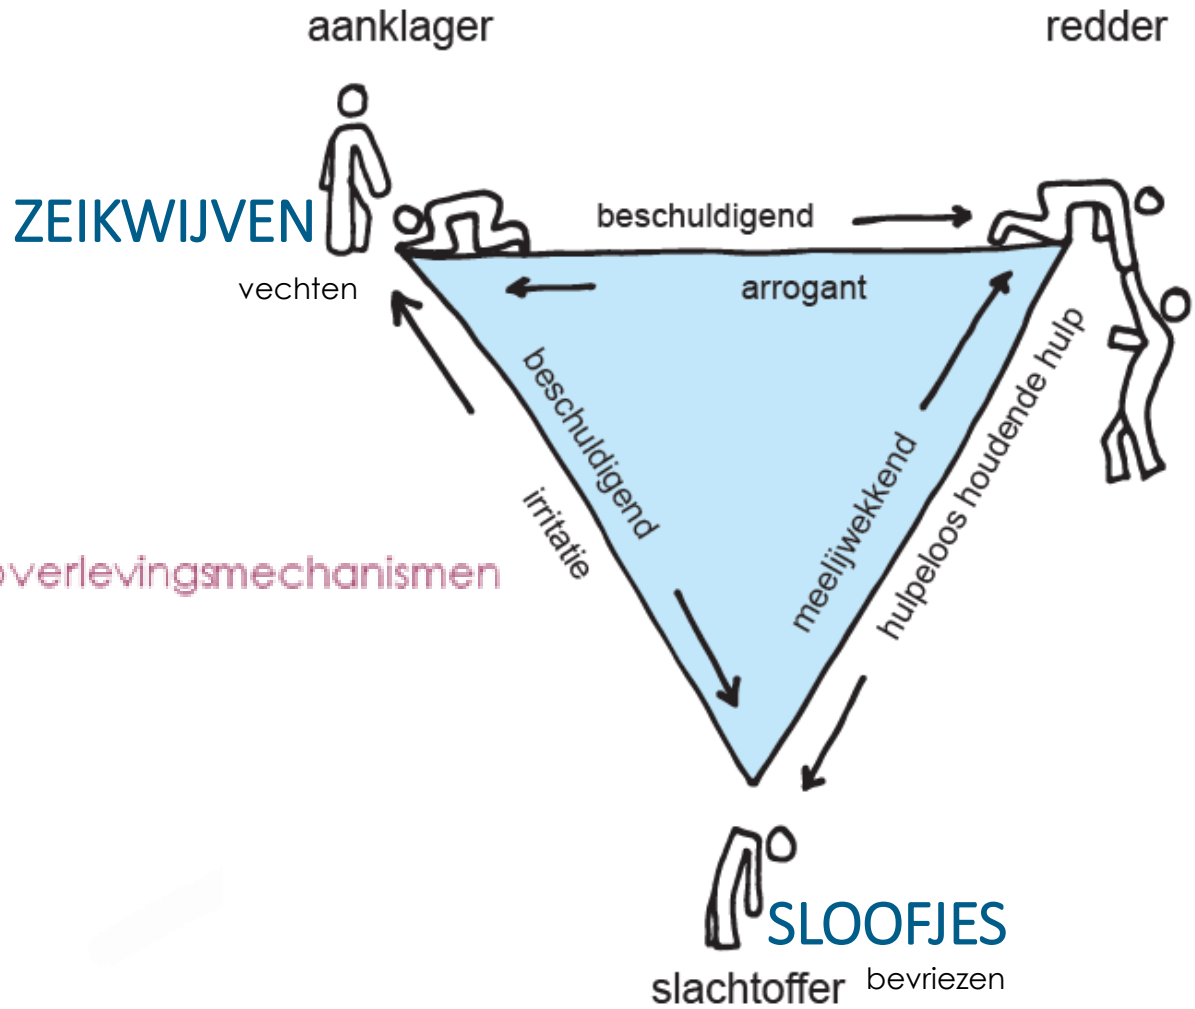 aanklager
redder
ZEIKWIJVEN
beschuldigend
vechten
arrogant
beschuldigend
irritatie
meelijwekkend
hulpeloos houdende hulp
overlevingsmechanismen
SLOOFJES
slachtoffer
bevriezen